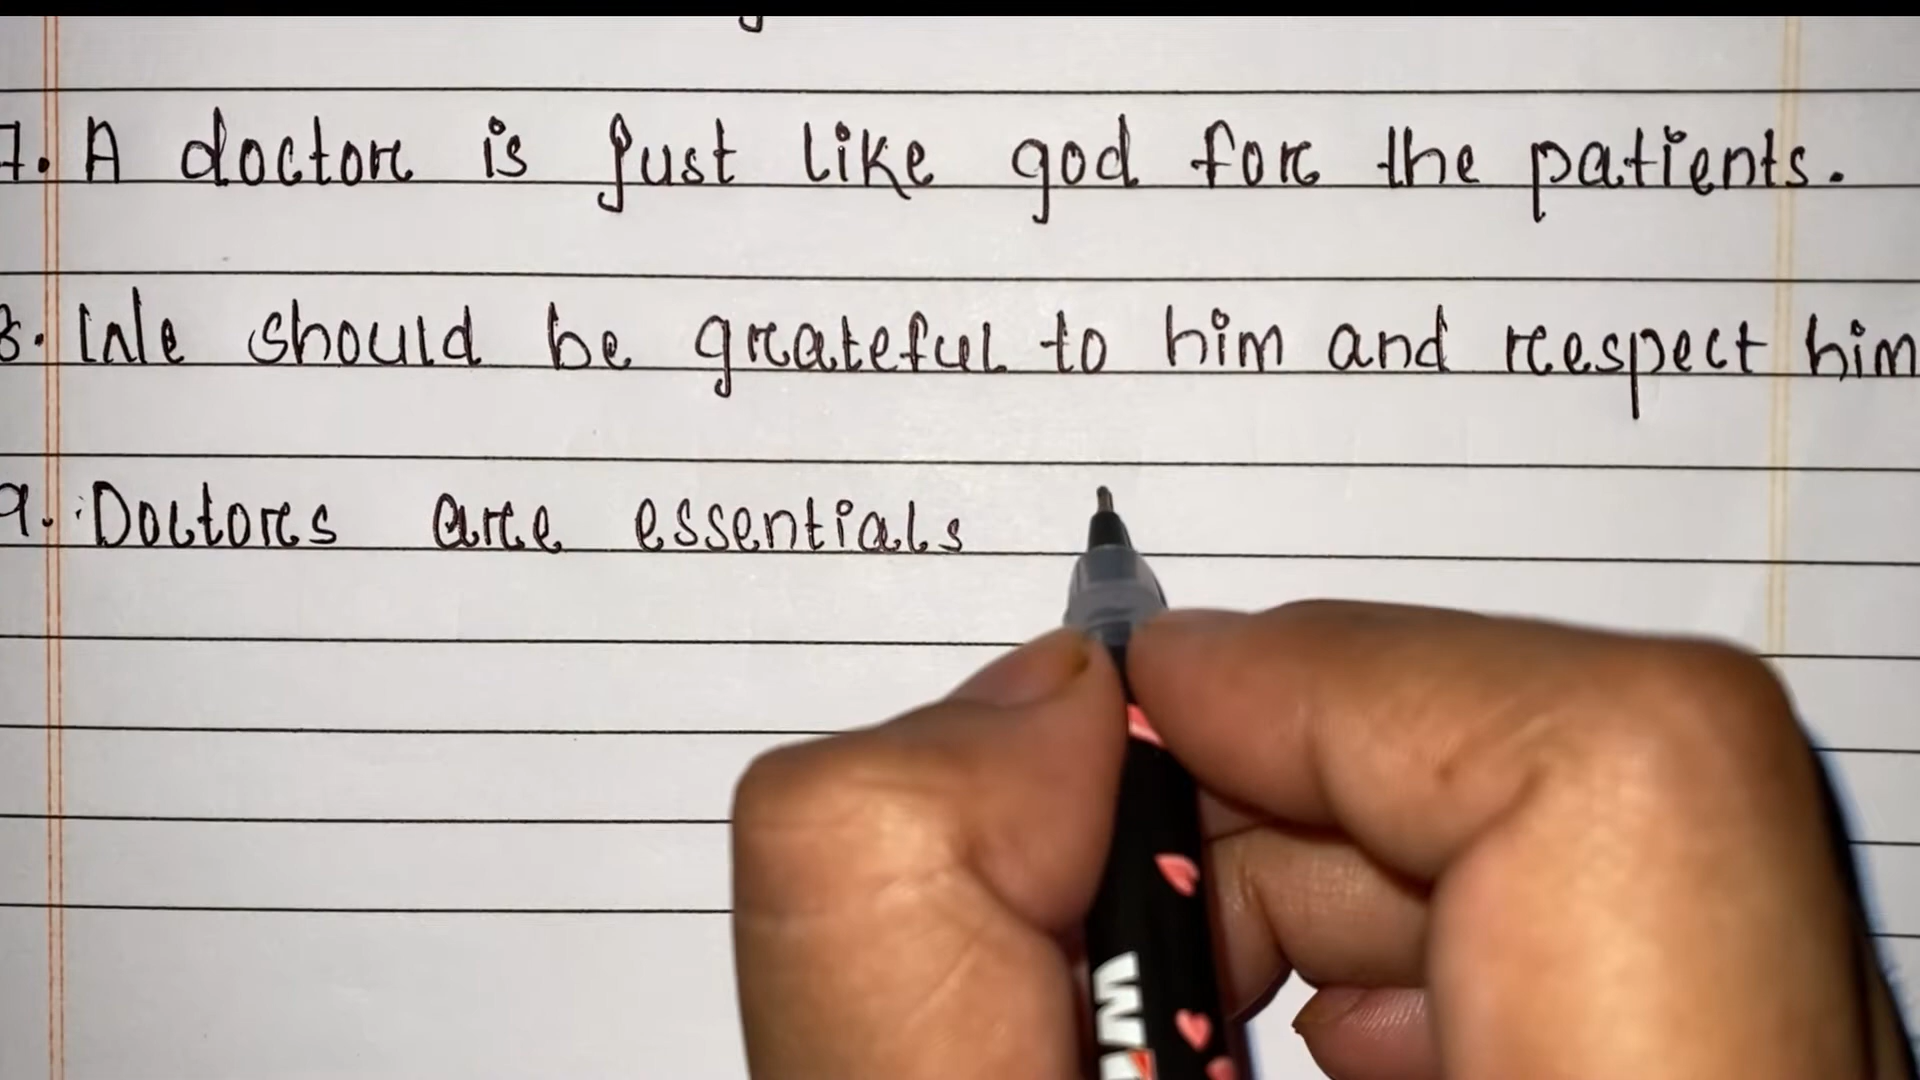 7. A doctor is just like god for the patients.
8. We should be grateful to him and respect him
9. Doctors are essentials